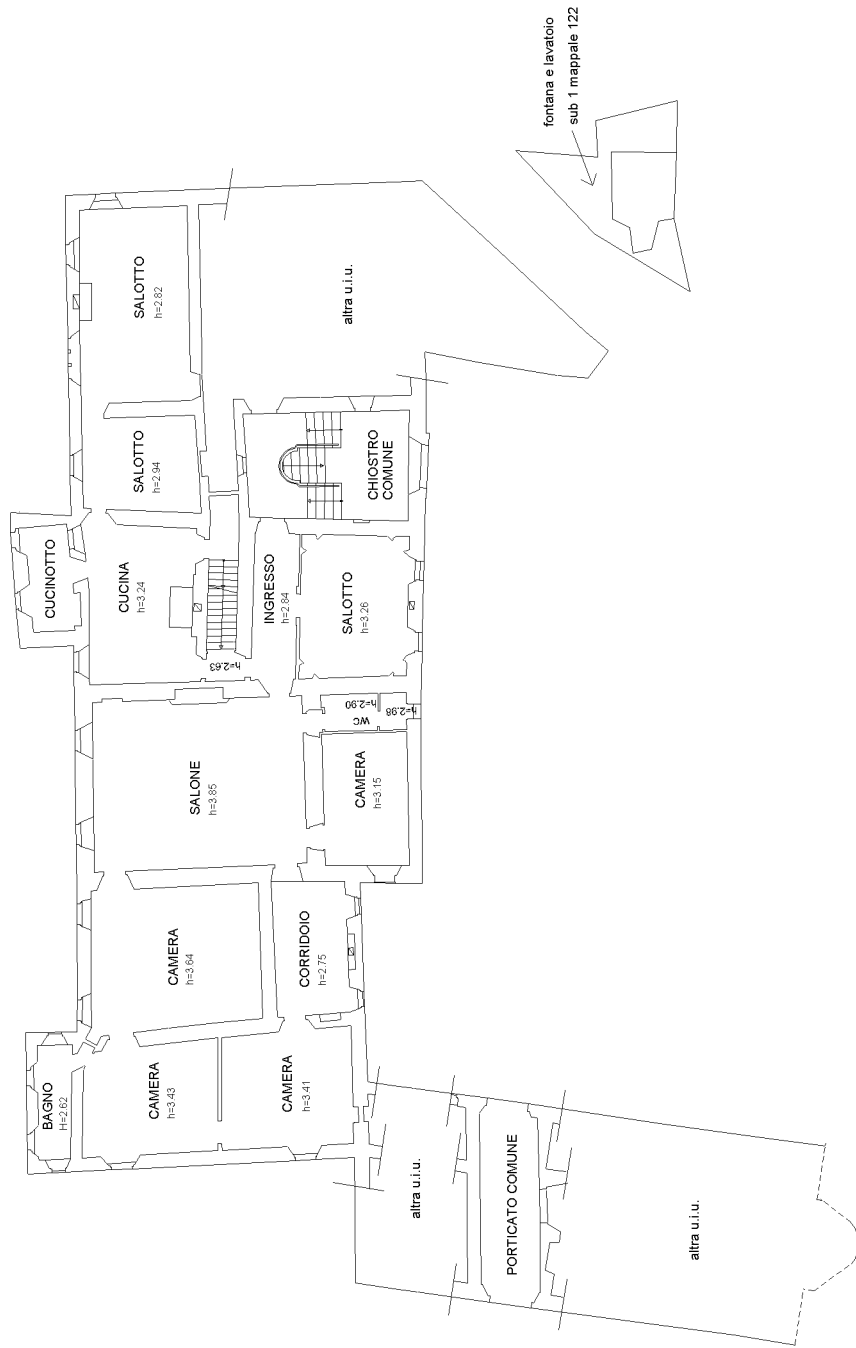 fontana e lavatoio
sub 1 mappale 122
SALOTTO
h=2.82
altra u.i.u.
SALOTTO
h=2.94
CHIOSTRO
COMUNE
CUCINOTTO
CUCINA
h=3.24
INGRESSO
h=2.84
SALOTTO
h=3.26
h=2.63
h=2.90
WC
h=2.98
SALONE
h=3.85
CAMERA
h=3.15
CAMERA
h=3.64
CORRIDOIO
h=2.75
BAGNO
H=2.62
CAMERA
h=3.43
CAMERA
h=3.41
altra u.i.u.
PORTICATO COMUNE
altra u.i.u.